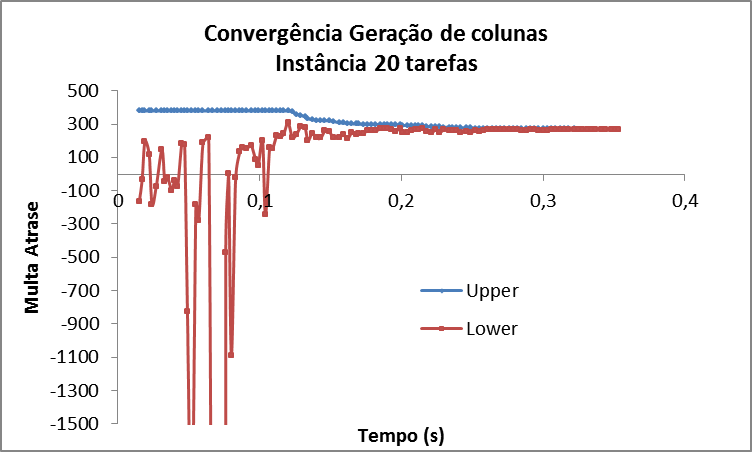 Convergência Geração de colunas
Instância 20 tarefas
500
300
100
-100
-300
-500
-700
-900
-1100
-1300
-1500
0
0,1
0,2
0,3
0,4
Multa Atrase
Upper
Lower
Tempo (s)